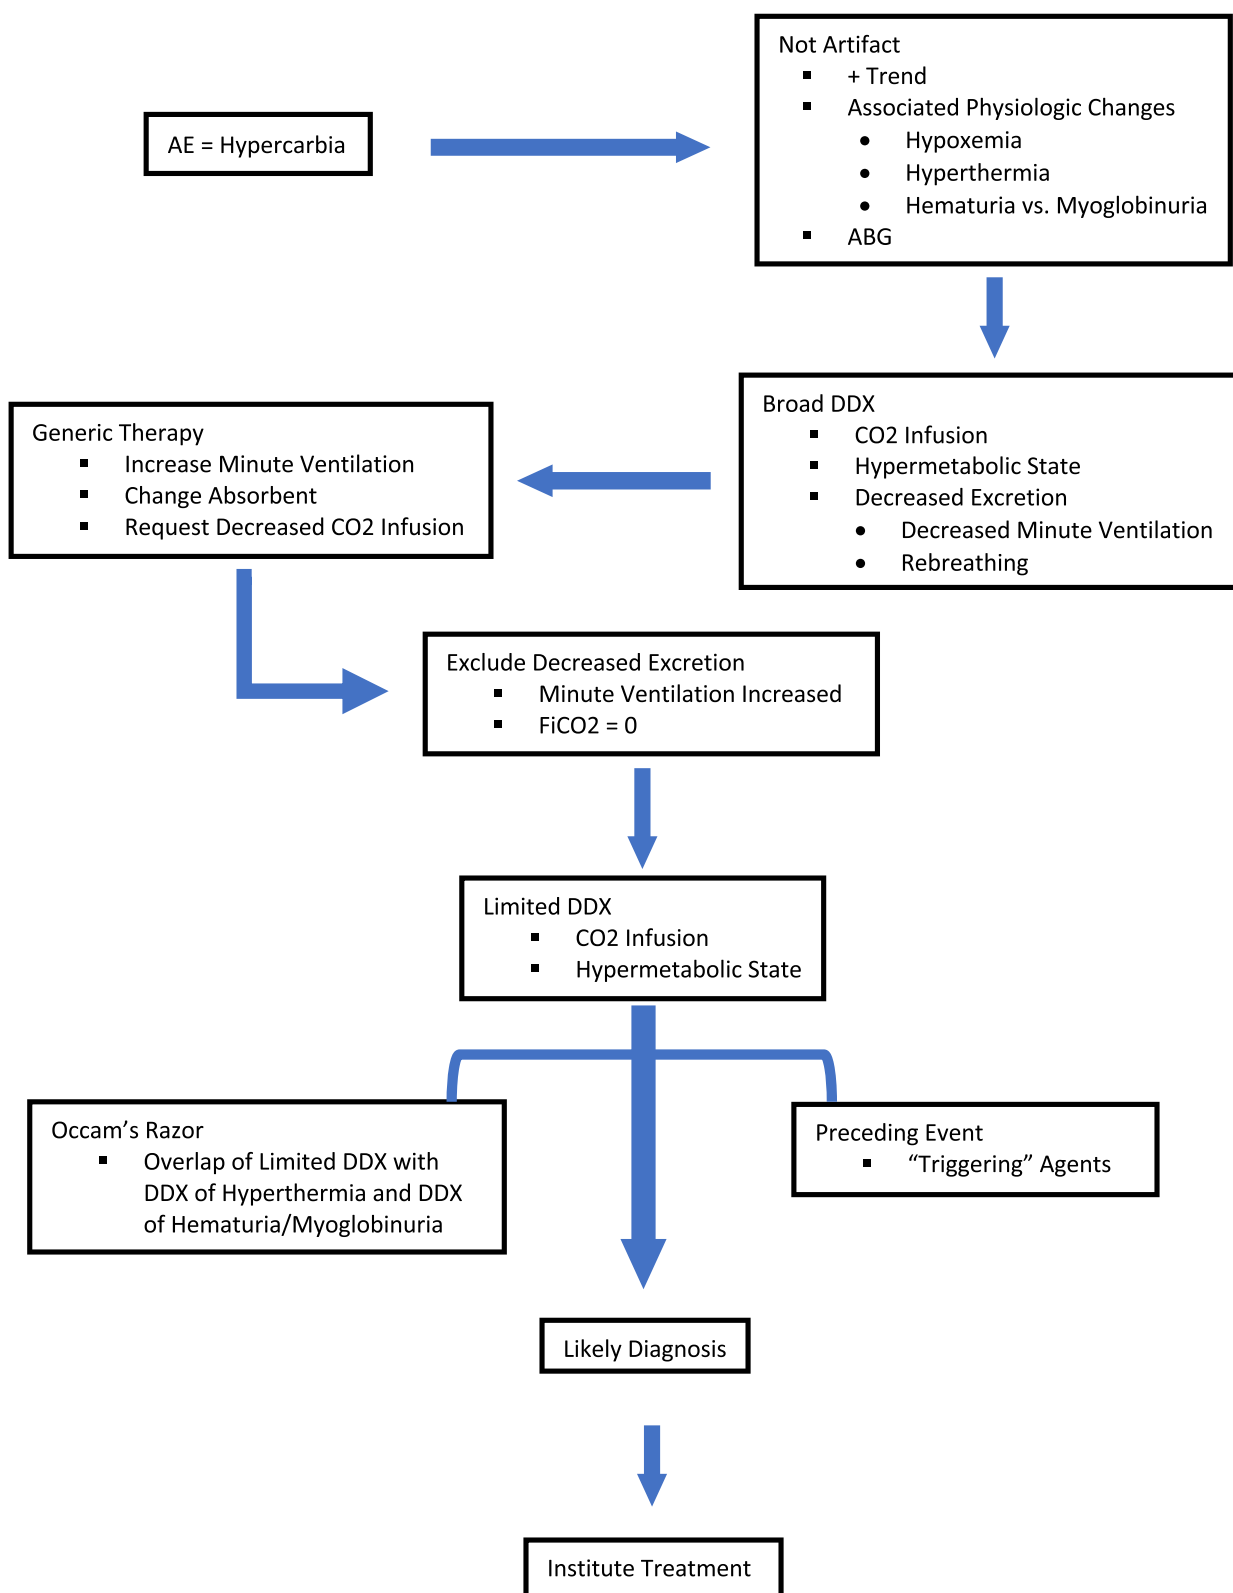 AE = Hypercarbia
Not Artifact
▪ + Trend
▪ Associated Physiologic Changes
• Hypoxemia
• Hyperthermia
• Hematuria vs. Myoglobinuria
▪ ABG
Broad DDX
▪ CO2 Infusion
▪ Hypermetabolic State
▪ Decreased Excretion
• Decreased Minute Ventilation
• Rebreathing
Generic Therapy
▪ Increase Minute Ventilation
▪ Change Absorbent
▪ Request Decreased CO2 Infusion
Exclude Decreased Excretion
▪ Minute Ventilation Increased
▪ FiCO2 = 0
Limited DDX
▪ CO2 Infusion
▪ Hypermetabolic State
Occam’s Razor
▪ Overlap of Limited DDX with
DDX of Hyperthermia and DDX
of Hematuria/Myoglobinuria
Preceding Event
▪ “Triggering” Agents
Likely Diagnosis
Institute Treatment